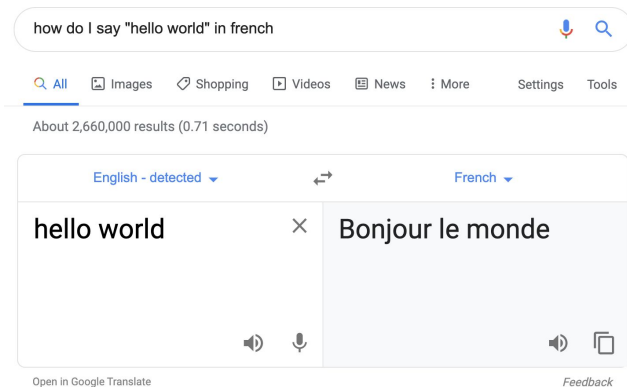 how do I say "hello world" in french
All Images Shopping Videos News More Settings Tools
About 2,660,000 results (0.71 seconds)
English - detected French
hello world Bonjour le monde
Open in Google Translate Feedback